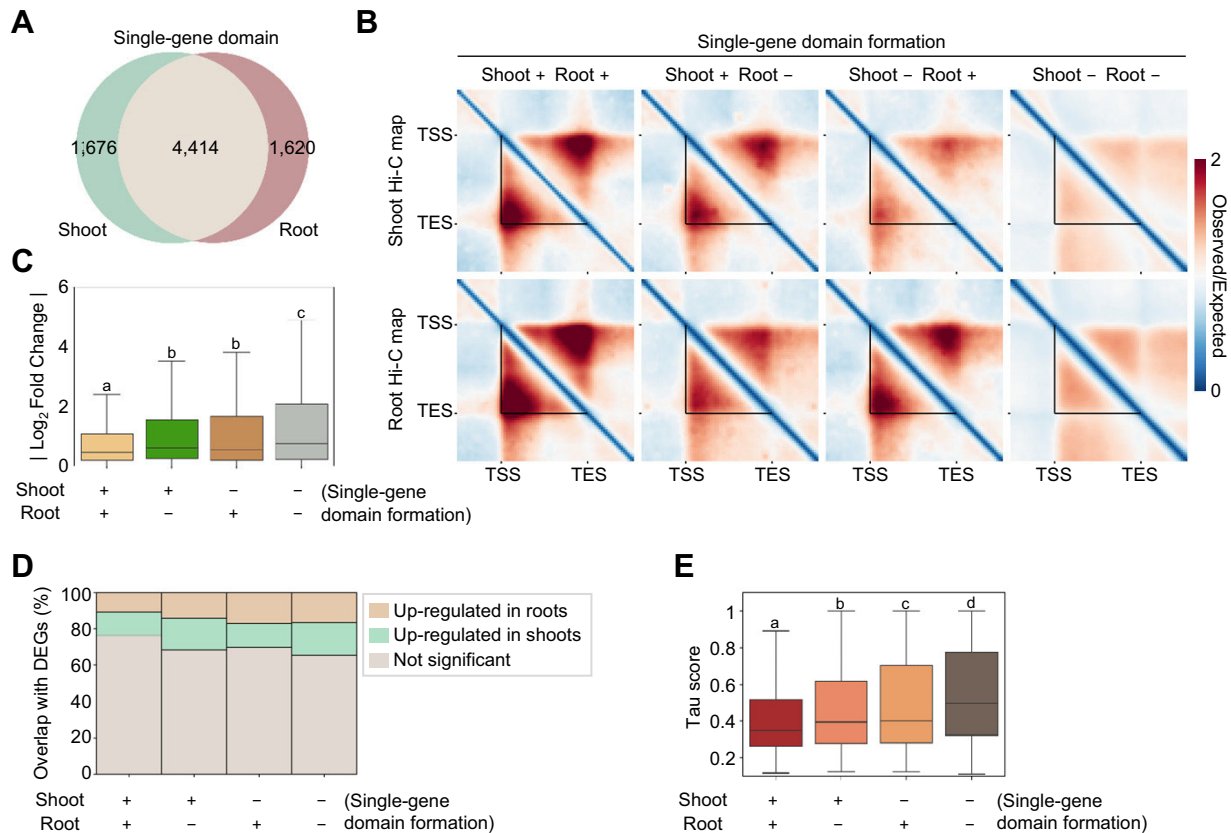 A
Single-gene domain
1,676
4,414
1,620
Shoot
Root
B
Single-gene domain formation
Shoot + Root +
Shoot + Root −
Shoot − Root +
Shoot − Root −
Shoot Hi-C map
TSS
TES
Root Hi-C map
TSS
TES
TSS
TES
TSS
TES
TSS
TES
TSS
TES
2
1
0
Observed/Expected
C
| Log2 Fold Change |
6
4
2
0
a
b
b
c
Shoot + + − − (Single-gene
Root + − + − domain formation)
D
Overlap with DEGs (%)
100
80
60
40
20
0
Up-regulated in roots
Up-regulated in shoots
Not significant
Shoot + + − − (Single-gene
Root + − + − domain formation)
E
Tau score
1
0.8
0.6
0.4
0.2
a
b
c
d
Shoot + + − − (Single-gene
Root + − + − domain formation)